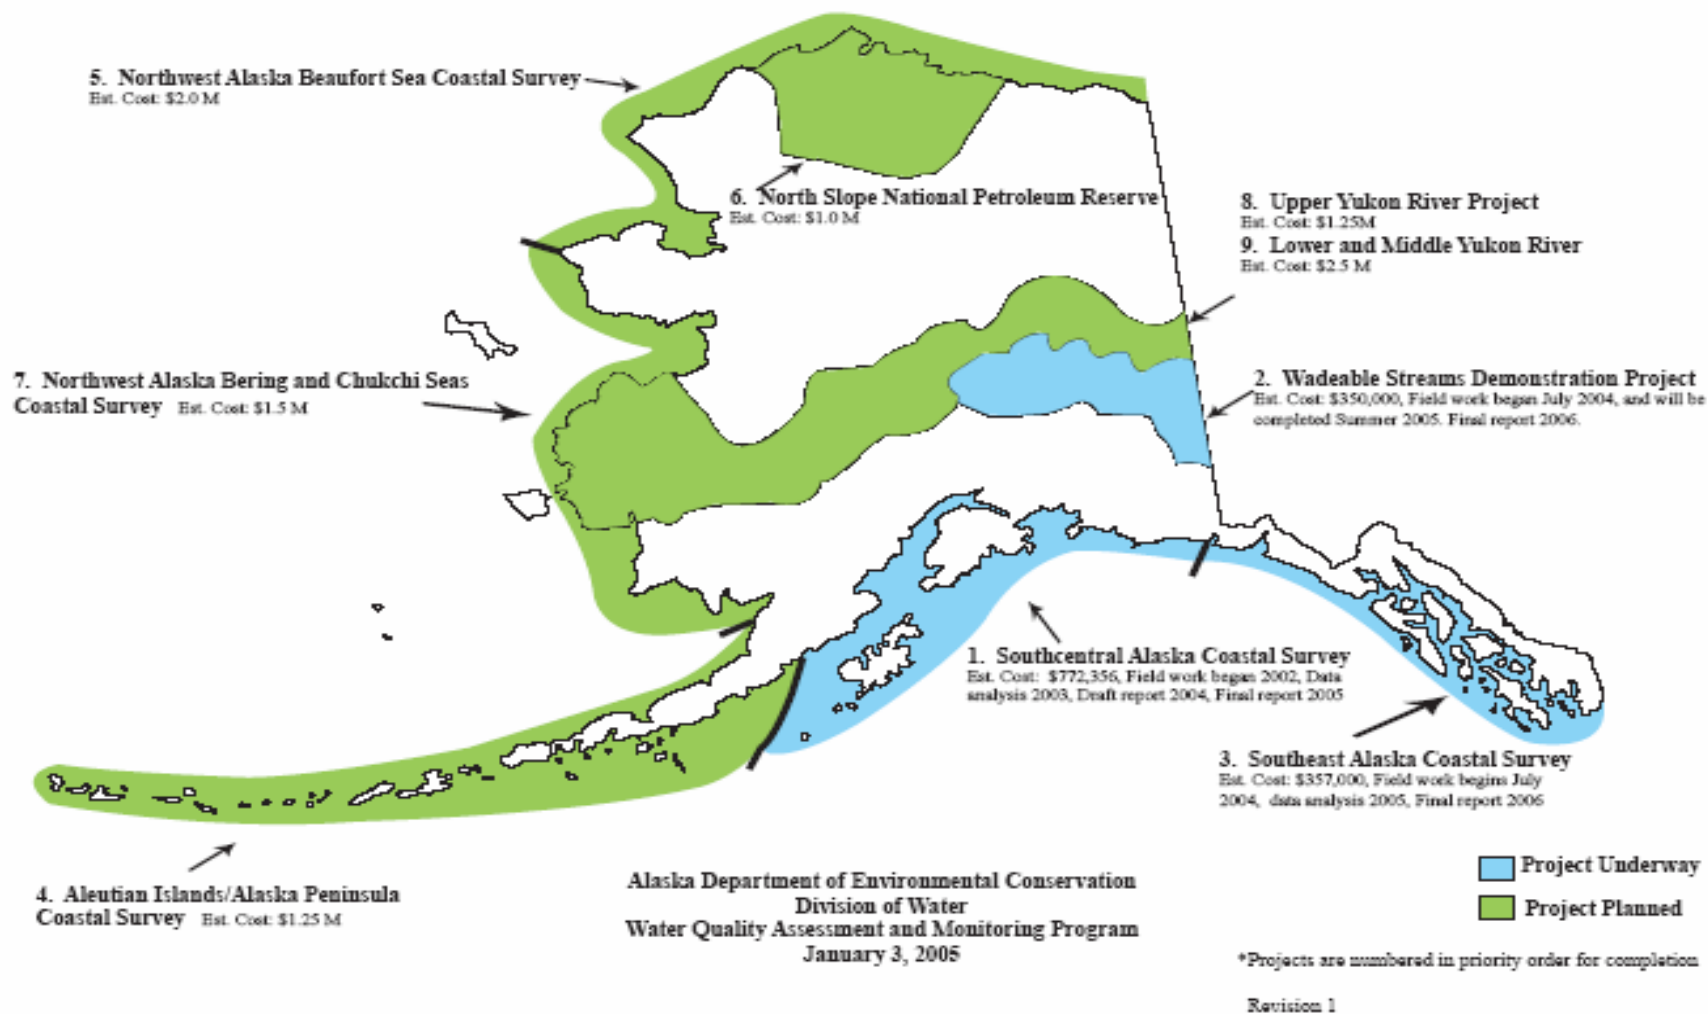 5. Northwest Alaska Beaufort Sea Coastal Survey
Est. Cost: $2.0 M
6. North Slope National Petroleum Reserve
Est. Cost: $1.0 M
8. Upper Yukon River Project
Est. Cost: $1.25M
9. Lower and Middle Yukon River
Est. Cost: $2.5 M
7. Northwest Alaska Bering and Chukchi Seas
Coastal Survey Est. Cost: $1.5 M
2. Wadeable Streams Demonstration Project
Est. Cost: $350,000, Field work began July 2004, and will be
completed Summer 2005. Final report 2006.
1. Southcentral Alaska Coastal Survey
Est. Cost: $772,356, Field work began 2002, Data
analysis 2003, Draft report 2004, Final report 2005
3. Southeast Alaska Coastal Survey
Est. Cost: $357,000, Field work begins July
2004, data analysis 2005, Final report 2006
4. Aleutian Islands/Alaska Peninsula
Coastal Survey Est. Cost: $1.25 M
Alaska Department of Environmental Conservation
Division of Water
Water Quality Assessment and Monitoring Program
January 3, 2005
Project Underway
Project Planned
*Projects are numbered in priority order for completion
Revision 1